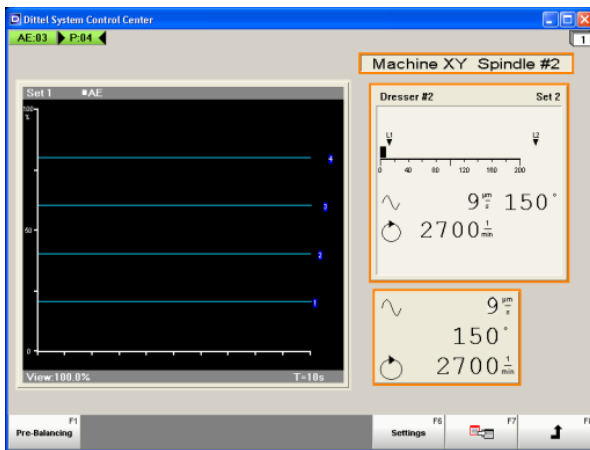 Dittel System Control Center
AE:03 P:04
1
Machine XY Spindle #2
Set 1 ■AE
100
%
50
0
4
3
2
1
View:100.0% T=10s
Dresser #2 Set 2
L1 L2
0 40 80 120 160 200
9 µm/s 150°
2700 1/min
9 µm/s
150°
2700 1/min
F1 F6 F7 F8
Pre-Balancing Settings